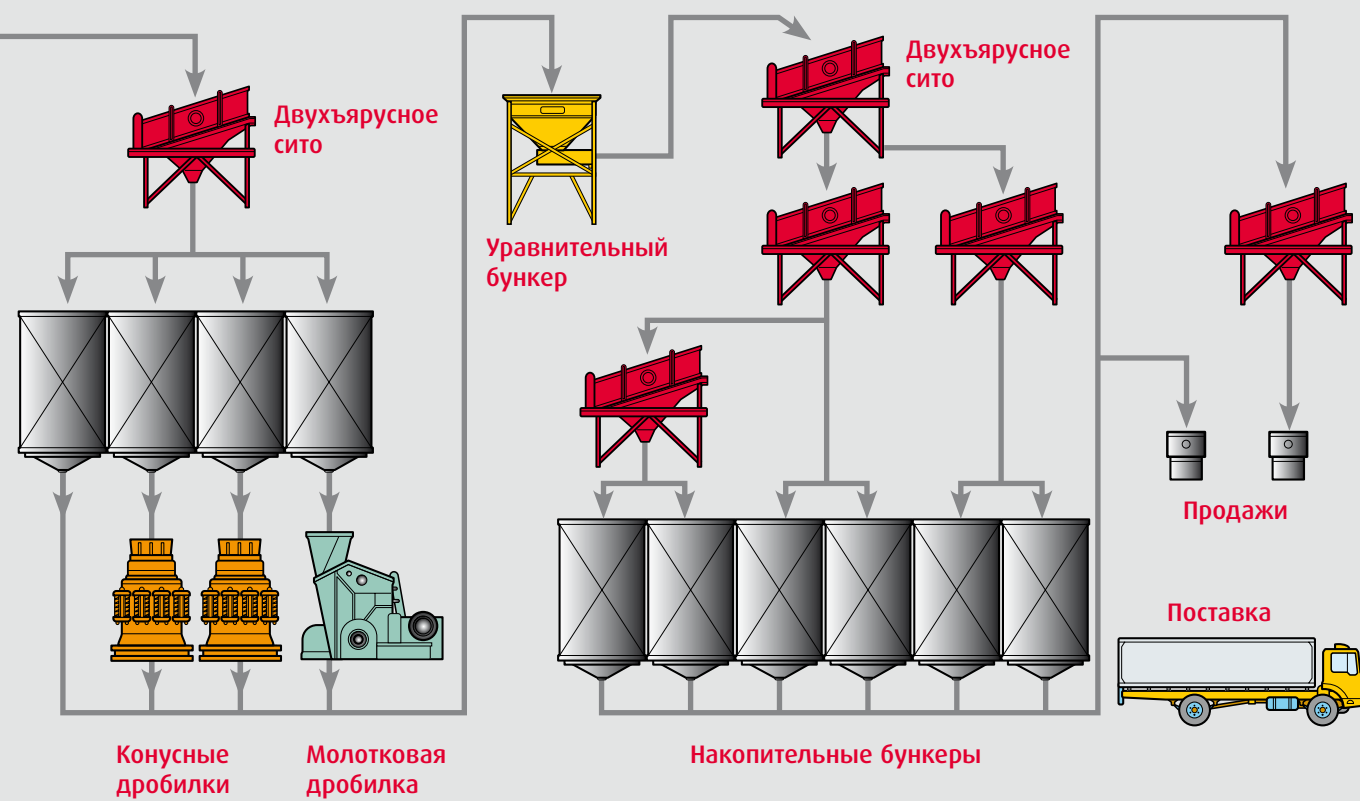 Двухъярусное
сито
Уравнительный
бункер
Двухъярусное
сито
Продажи
Поставка
Конусные
дробилки
Молотковая
дробилка
Накопительные бункеры